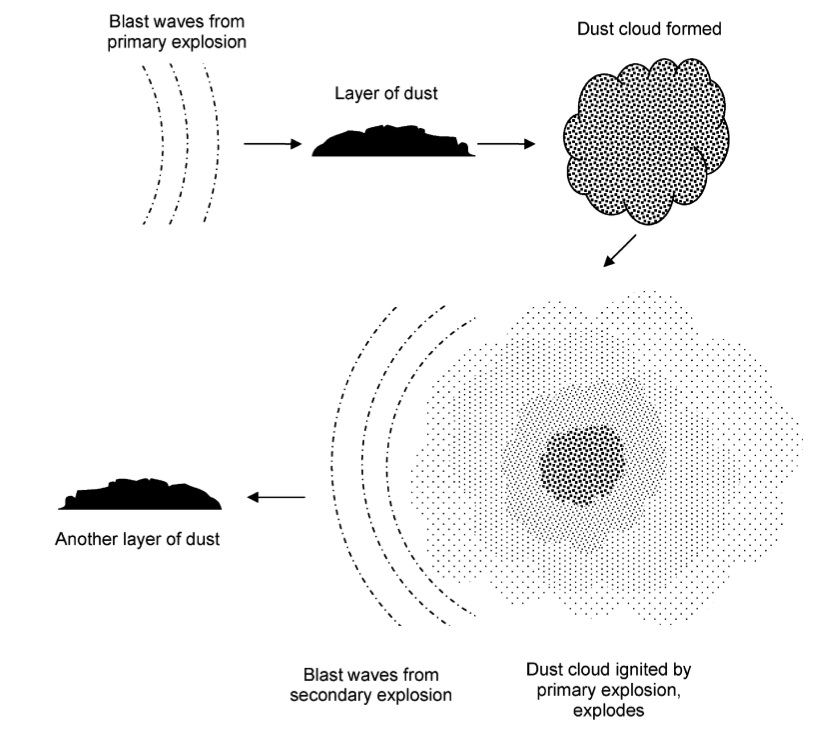 Blast waves from
primary explosion
Layer of dust
Dust cloud formed
Another layer of dust
Blast waves from
secondary explosion
Dust cloud ignited by
primary explosion,
explodes